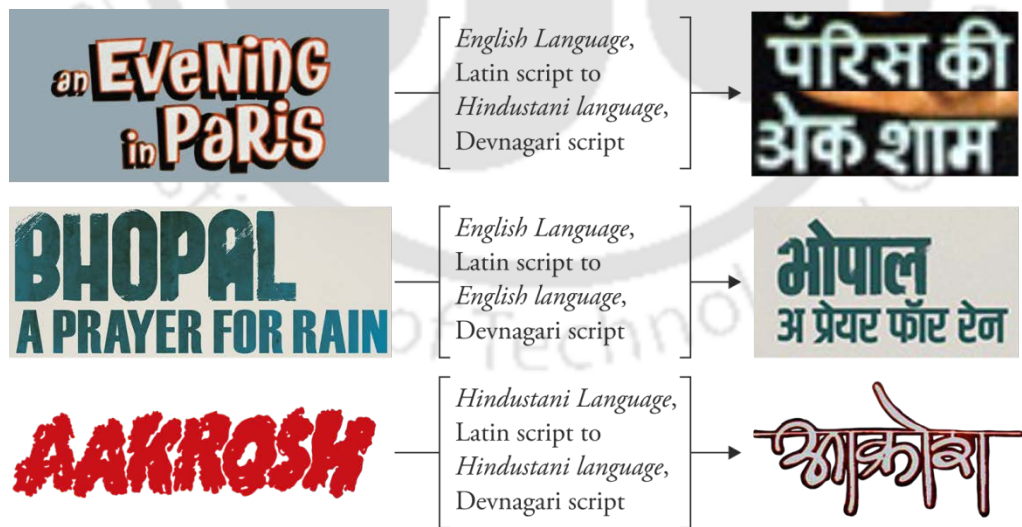 an EVENING
in PARIS
English Language,
Latin script to
Hindustani language,
Devnagari script
पॅरिस की
अेक शाम
BHOPAL
A PRAYER FOR RAIN
English Language,
Latin script to
English language,
Devnagari script
भोपाल
अ प्रेयर फॉर रेन
of Technol
AAKROSH
Hindustani Language,
Latin script to
Hindustani language,
Devnagari script
आक्रोश